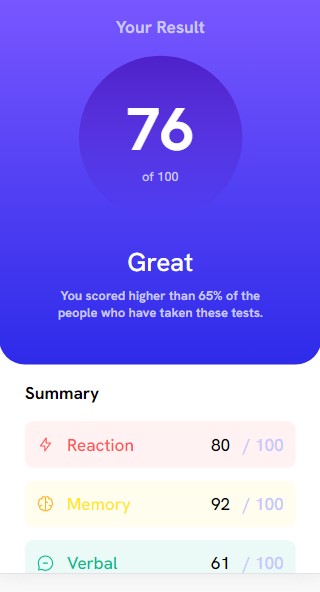 Your Result
76
of 100
Great
You scored higher than 65% of the
people who have taken these tests.
Summary
Reaction 80 / 100
Memory 92 / 100
Verbal 61 / 100